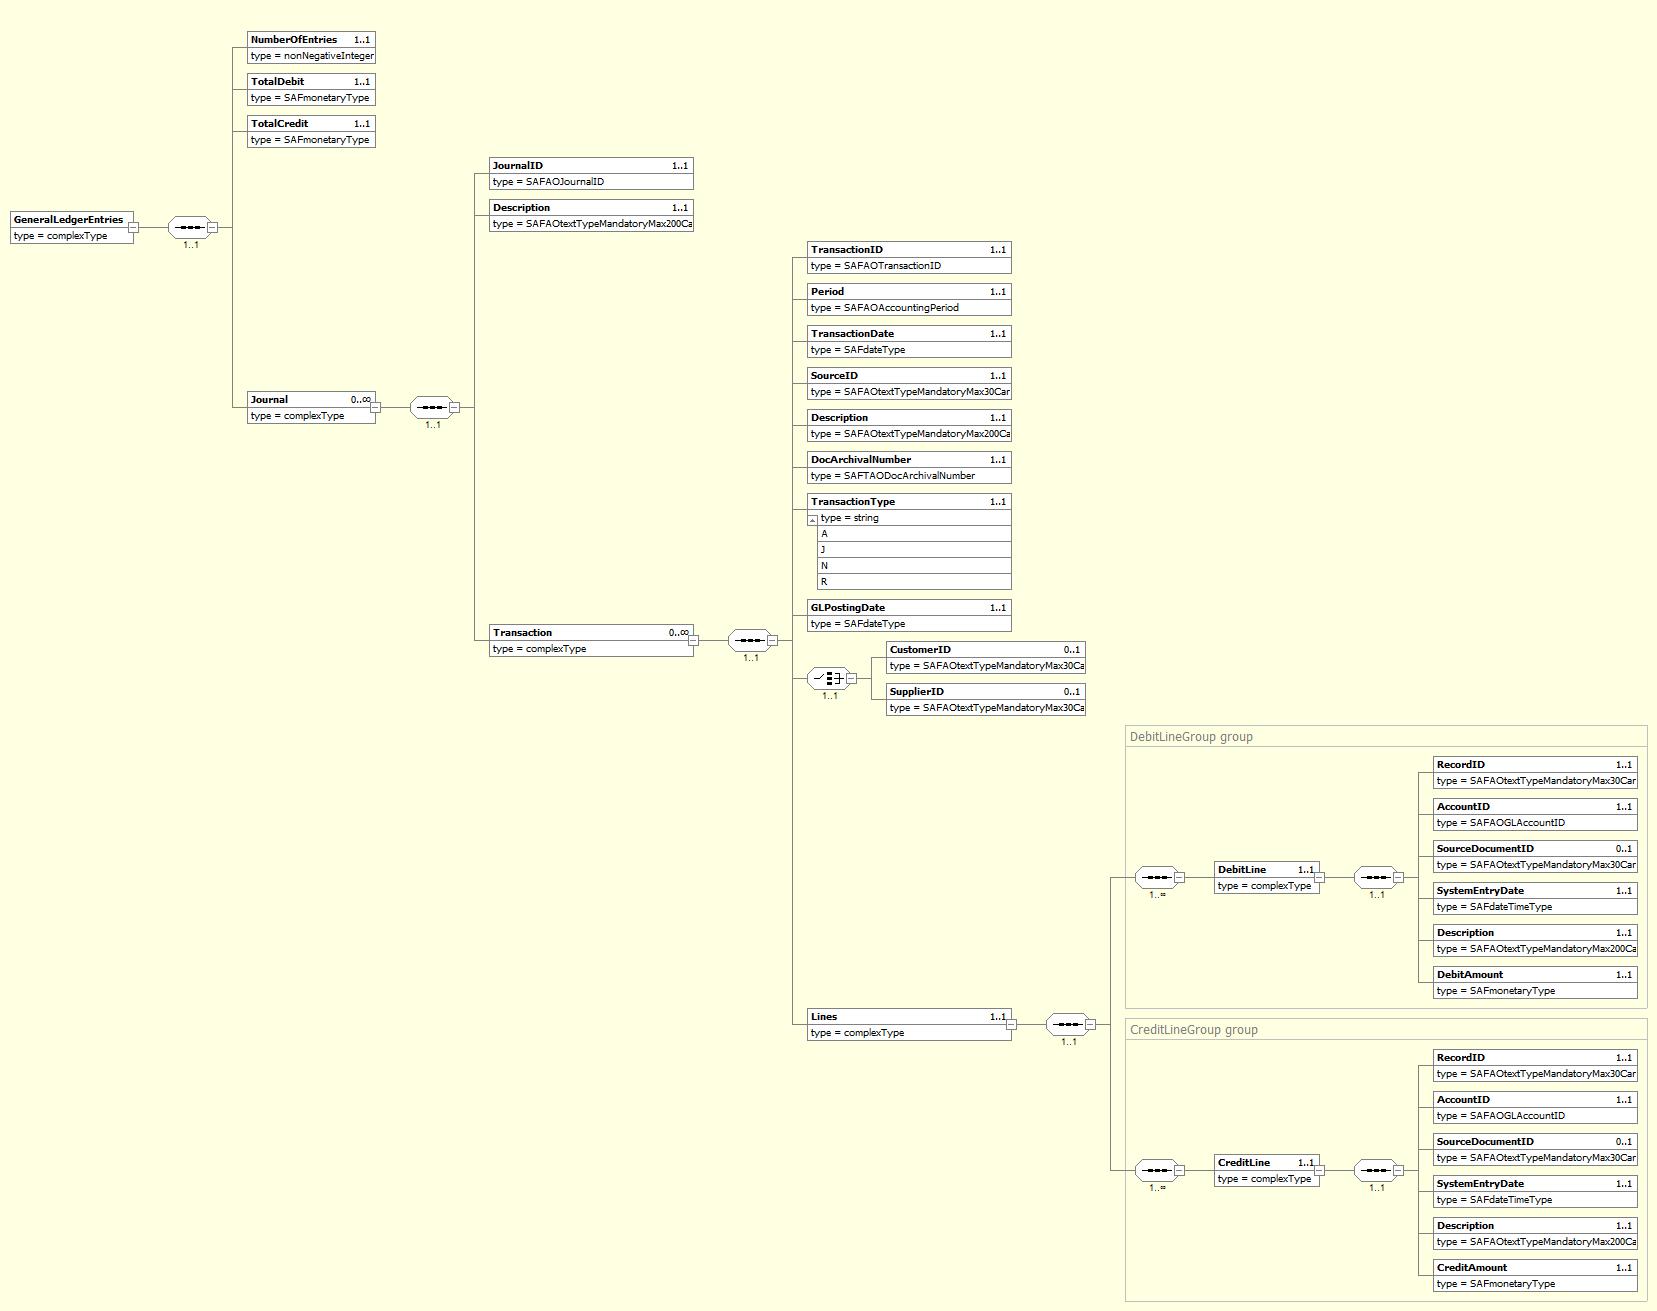 NumberOfEntries 1..1
type = nonNegativeInteger
TotalDebit 1..1
type = SAFmonetaryType
TotalCredit 1..1
type = SAFmonetaryType
GeneralLedgerEntries
type = complexType
1..1
Journal 0..∞
type = complexType
1..1
JournalID 1..1
type = SAFAOJournalID
Description 1..1
type = SAFAOtextTypeMandatoryMax200Ca
Transaction 0..∞
type = complexType
1..1
TransactionID 1..1
type = SAFAOTransactionID
Period 1..1
type = SAFAOAccountingPeriod
TransactionDate 1..1
type = SAFdateType
SourceID 1..1
type = SAFAOtextTypeMandatoryMax30Car
Description 1..1
type = SAFAOtextTypeMandatoryMax200Ca
DocArchivalNumber 1..1
type = SAFTAODocArchivalNumber
TransactionType 1..1
type = string
A
J
N
R
GLPostingDate 1..1
type = SAFdateType
1..1
CustomerID 0..1
type = SAFAOtextTypeMandatoryMax30Ca
SupplierID 0..1
type = SAFAOtextTypeMandatoryMax30Ca
Lines 1..1
type = complexType
1..1
DebitLineGroup group
1..∞
DebitLine 1..1
type = complexType
1..1
RecordID 1..1
type = SAFAOtextTypeMandatoryMax30Car
AccountID 1..1
type = SAFAOGLAccountID
SourceDocumentID 0..1
type = SAFAOtextTypeMandatoryMax30Car
SystemEntryDate 1..1
type = SAFdateTimeType
Description 1..1
type = SAFAOtextTypeMandatoryMax200Ca
DebitAmount 1..1
type = SAFmonetaryType
CreditLineGroup group
1..∞
CreditLine 1..1
type = complexType
1..1
RecordID 1..1
type = SAFAOtextTypeMandatoryMax30Car
AccountID 1..1
type = SAFAOGLAccountID
SourceDocumentID 0..1
type = SAFAOtextTypeMandatoryMax30Car
SystemEntryDate 1..1
type = SAFdateTimeType
Description 1..1
type = SAFAOtextTypeMandatoryMax200Ca
CreditAmount 1..1
type = SAFmonetaryType